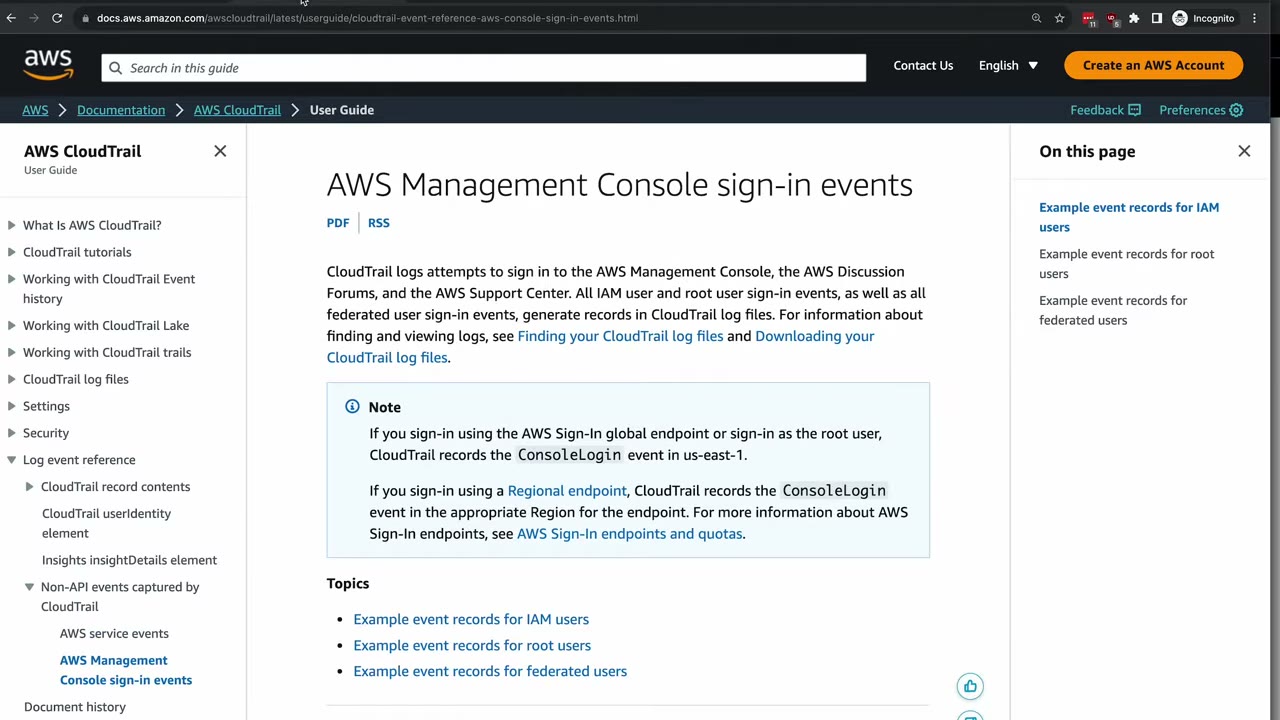 docs.aws.amazon.com/awscloudtrail/latest/userguide/cloudtrail-event-reference-aws-console-sign-in-events.html
11
5
Incognito
aws
Search in this guide
Contact Us
English
Create an AWS Account
AWS
Documentation
AWS CloudTrail
User Guide
Feedback
Preferences
AWS CloudTrail
User Guide
What Is AWS CloudTrail?
CloudTrail tutorials
Working with CloudTrail Event
history
Working with CloudTrail Lake
Working with CloudTrail trails
CloudTrail log files
Settings
Security
Log event reference
CloudTrail record contents
CloudTrail userIdentity
element
Insights insightDetails element
Non-API events captured by
CloudTrail
AWS service events
AWS Management
Console sign-in events
Document history
AWS Management Console sign-in events
PDF
RSS
CloudTrail logs attempts to sign in to the AWS Management Console, the AWS Discussion
Forums, and the AWS Support Center. All IAM user and root user sign-in events, as well as all
federated user sign-in events, generate records in CloudTrail log files. For information about
finding and viewing logs, see Finding your CloudTrail log files and Downloading your
CloudTrail log files.
Note
If you sign-in using the AWS Sign-In global endpoint or sign-in as the root user,
CloudTrail records the ConsoleLogin event in us-east-1.
If you sign-in using a Regional endpoint, CloudTrail records the ConsoleLogin
event in the appropriate Region for the endpoint. For more information about AWS
Sign-In endpoints, see AWS Sign-In endpoints and quotas.
Topics
• Example event records for IAM users
• Example event records for root users
• Example event records for federated users
On this page
Example event records for IAM
users
Example event records for root
users
Example event records for
federated users